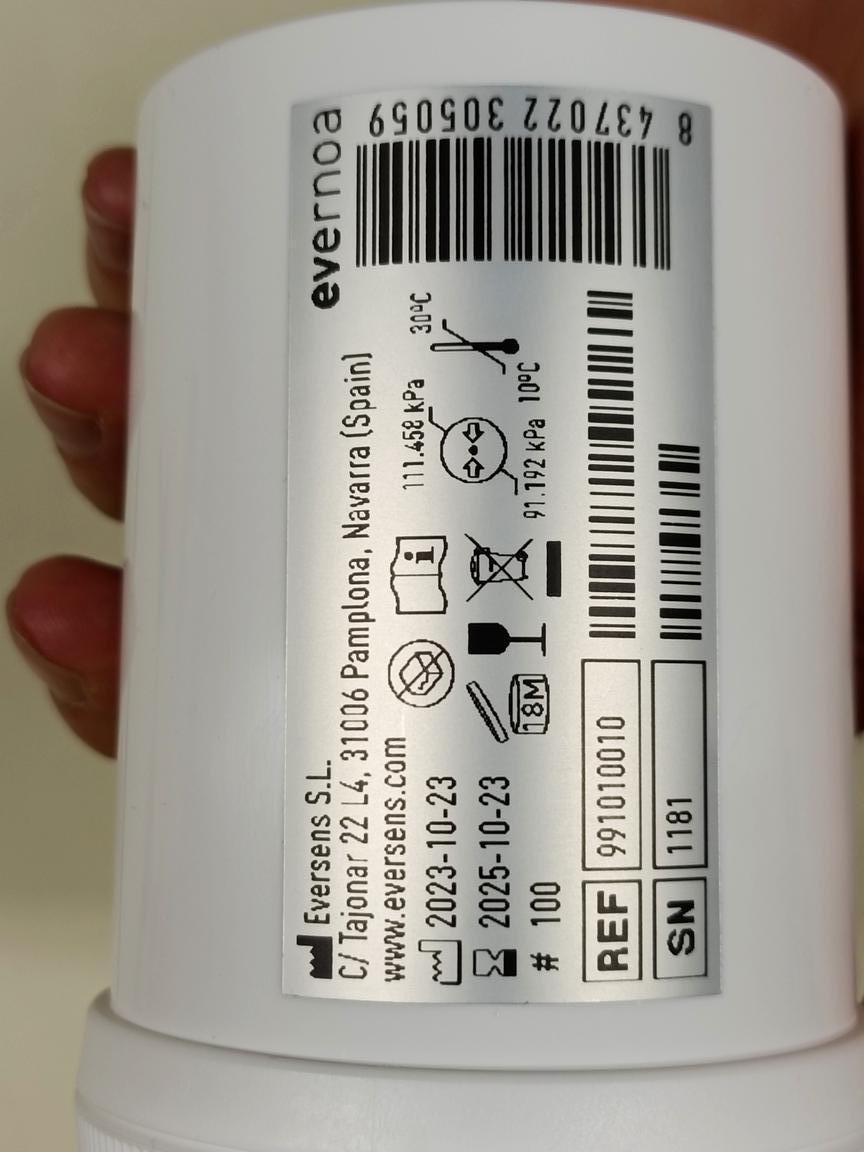 Eversens S.L.
C/ Tajonar 22 L4, 31006 Pamplona, Navarra (Spain)
www.eversens.com
evernoa
2023-10-23
2025-10-23
# 100
18M
i
111.458 kPa
91.192 kPa
30ºC
10ºC
REF 991010010
SN 1181
8 437022 305059